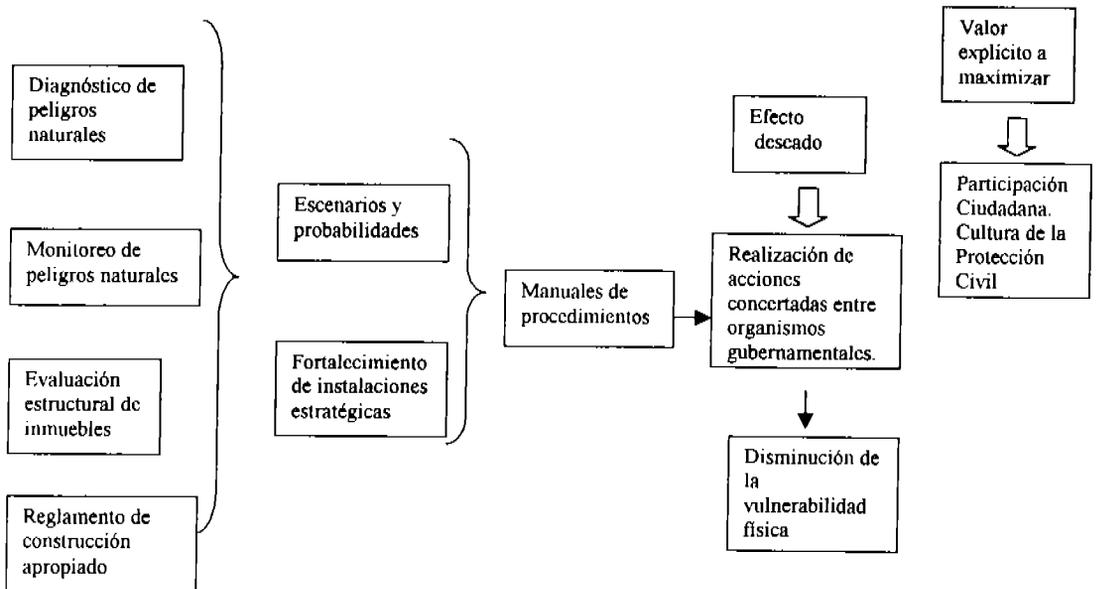 Diagnóstico de
peligros
naturales
Monitoreo de
peligros naturales
Evaluación
estructural de
inmuebles
Reglamento de
construcción
apropiado
Escenarios y
probabilidades
Fortalecimiento
de instalaciones
estratégicas
Manuales de
procedimientos
Efecto
deseado
Realización de
acciones
concertadas entre
organismos
gubernamentales.
Disminución de
la
vulnerabilidad
física
Valor
explícito a
maximizar
Participación
Ciudadana.
Cultura de la
Protección
Civil